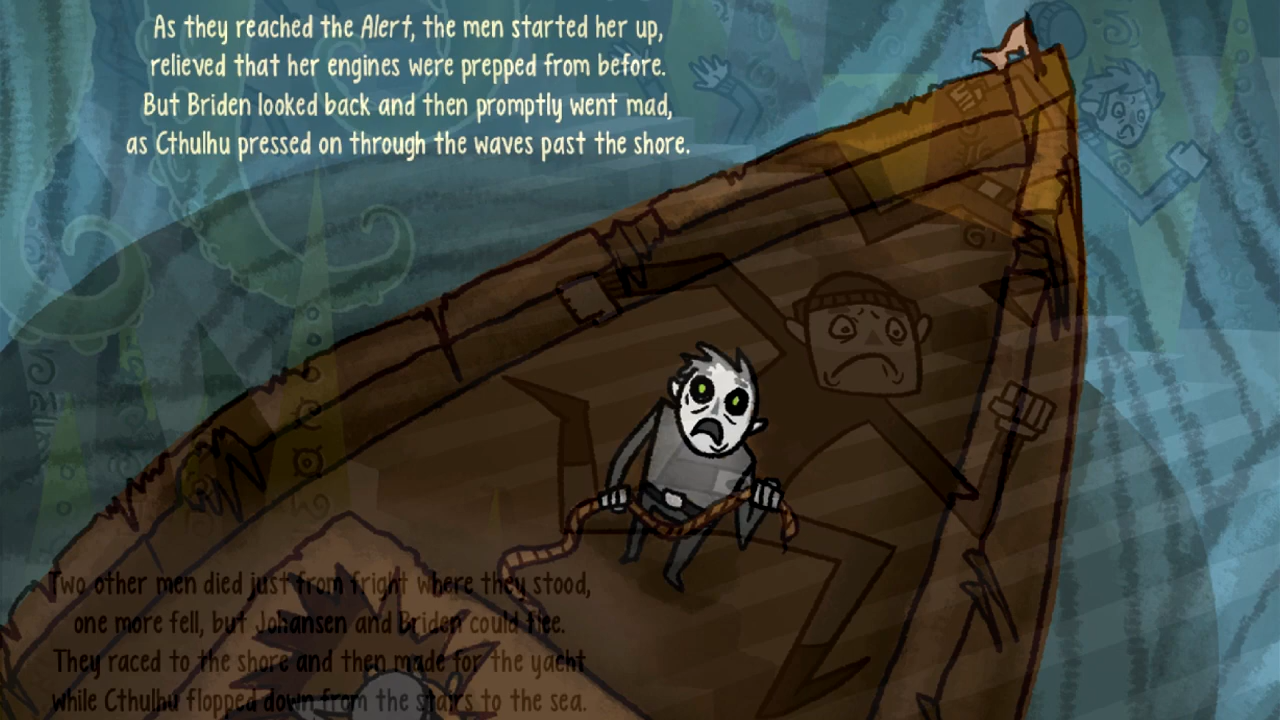 As they reached the Alert, the men started her up,
relieved that her engines were prepped from before.
But Briden looked back and then promptly went mad,
as Cthulhu pressed on through the waves past the shore.
Two other men died just from fright where they stood,
one more fell, but Johansen and Briden could flee.
They raced to the shore and then made for the yacht
while Cthulhu flopped down from the stairs to the sea.